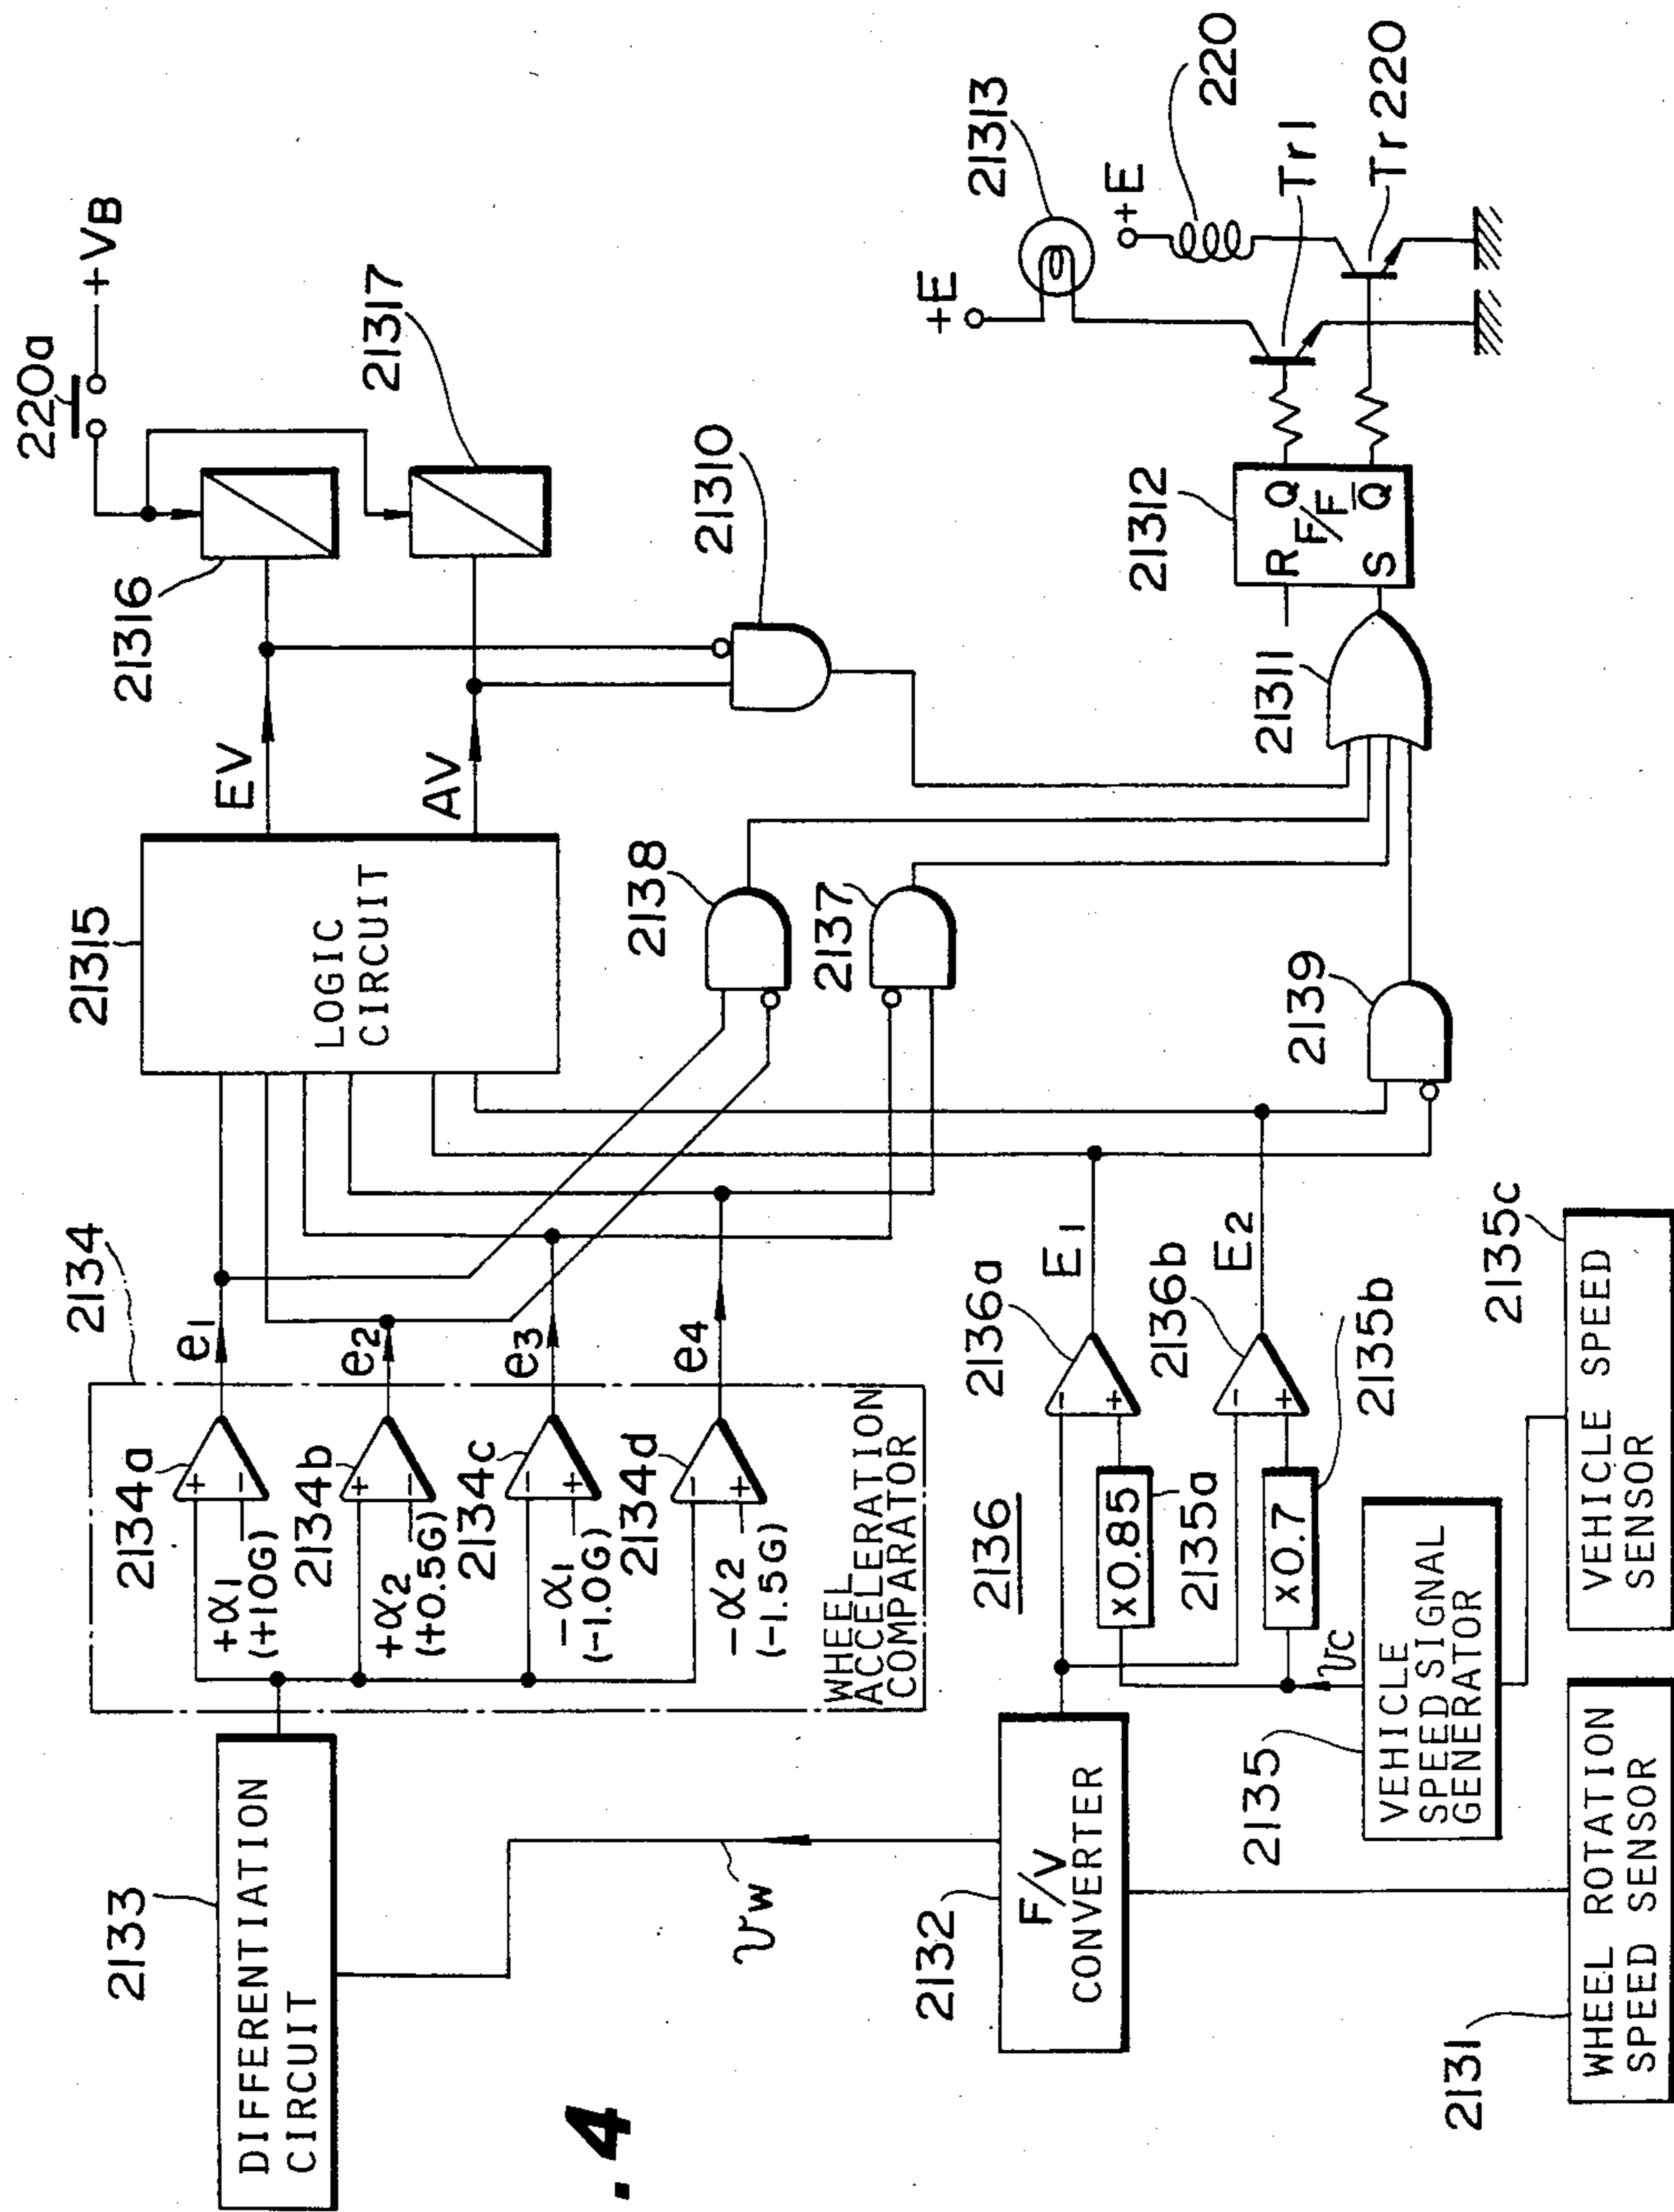 220a
+VB
21316
21317
EV
AV
21315
LOGIC
CIRCUIT
21310
2138
2137
2139
21311
21312
R
Q
F/F
S
Q̄
+E
21313
+E
220
Tr1
Tr220
2134
e1
e2
e3
e4
2134a
+
−
+α1
(+10G)
2134b
+
−
+α2
(+0.5G)
2134c
−
+
−α1
(−1.0G)
2134d
−
+
−α2
(−1.5G)
WHEEL
ACCELERATION
COMPARATOR
2133
DIFFERENTIATION
CIRCUIT
vw
2132
F/V
CONVERTER
2136
2136a
−
+
E1
2136b
−
+
E2
x0.85
2135a
x0.7
2135b
vc
2135
VEHICLE
SPEED SIGNAL
GENERATOR
2135c
VEHICLE SPEED
SENSOR
2131
WHEEL ROTATION
SPEED SENSOR
.4